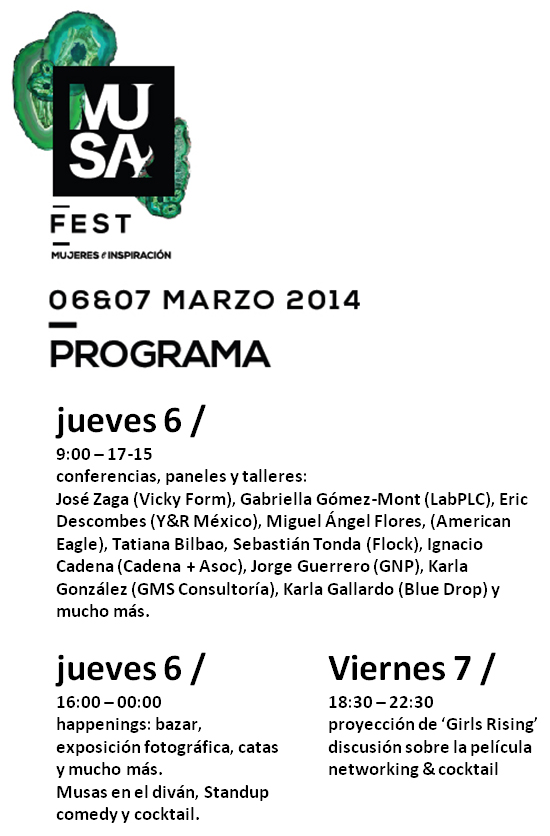 MU
SA
FEST
MUJERES & INSPIRACIÓN
06&07 MARZO 2014
PROGRAMA
jueves 6 /
9:00 – 17-15
conferencias, paneles y talleres:
José Zaga (Vicky Form), Gabriella Gómez-Mont (LabPLC), Eric
Descombes (Y&R México), Miguel Ángel Flores, (American
Eagle), Tatiana Bilbao, Sebastián Tonda (Flock), Ignacio
Cadena (Cadena + Asoc), Jorge Guerrero (GNP), Karla
González (GMS Consultoría), Karla Gallardo (Blue Drop) y
mucho más.
jueves 6 /
16:00 – 00:00
happenings: bazar,
exposición fotográfica, catas
y mucho más.
Musas en el diván, Standup
comedy y cocktail.
Viernes 7 /
18:30 – 22:30
proyección de ‘Girls Rising’
discusión sobre la película
networking & cocktail